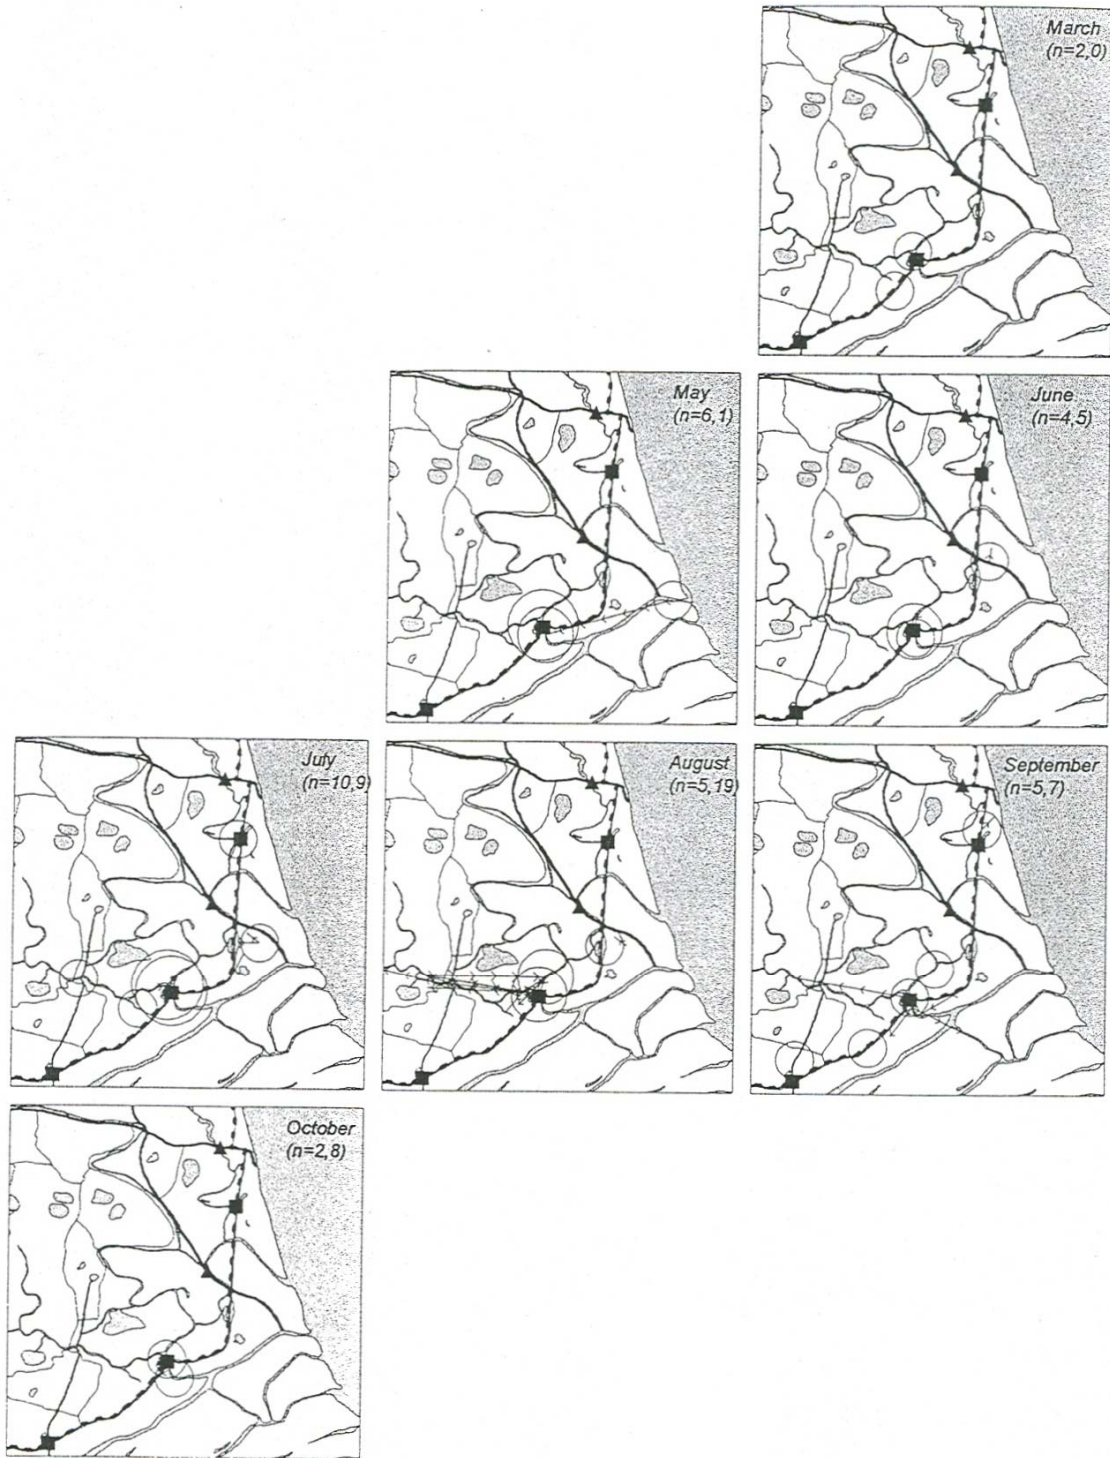 March
(n=2,0)
May
(n=6,1)
June
(n=4,5)
July
(n=10,9)
August
(n=5,19)
September
(n=5,7)
October
(n=2,8)